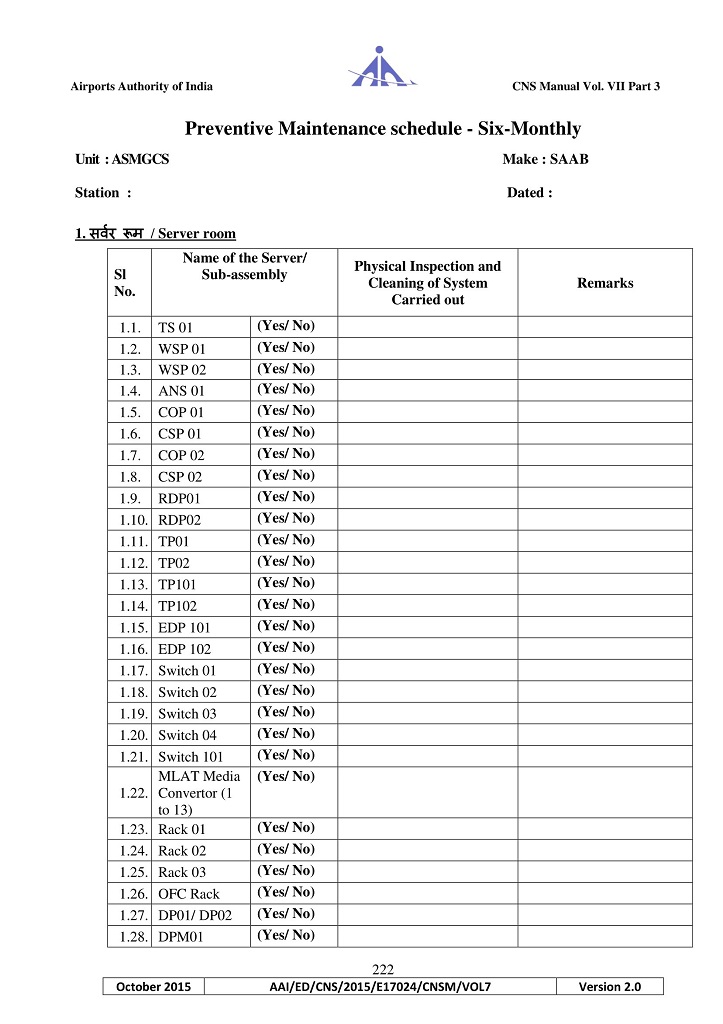 Airports Authority of India CNS Manual Vol. VII Part 3
Preventive Maintenance schedule - Six-Monthly
Unit : ASMGCS Make : SAAB
Station : Dated :
1. सर्वर रूम / Server room
Sl No. Name of the Server/ Sub-assembly Physical Inspection and Cleaning of System Carried out Remarks
1.1. TS 01 (Yes/ No)
1.2. WSP 01 (Yes/ No)
1.3. WSP 02 (Yes/ No)
1.4. ANS 01 (Yes/ No)
1.5. COP 01 (Yes/ No)
1.6. CSP 01 (Yes/ No)
1.7. COP 02 (Yes/ No)
1.8. CSP 02 (Yes/ No)
1.9. RDP01 (Yes/ No)
1.10. RDP02 (Yes/ No)
1.11. TP01 (Yes/ No)
1.12. TP02 (Yes/ No)
1.13. TP101 (Yes/ No)
1.14. TP102 (Yes/ No)
1.15. EDP 101 (Yes/ No)
1.16. EDP 102 (Yes/ No)
1.17. Switch 01 (Yes/ No)
1.18. Switch 02 (Yes/ No)
1.19. Switch 03 (Yes/ No)
1.20. Switch 04 (Yes/ No)
1.21. Switch 101 (Yes/ No)
1.22. MLAT Media Convertor (1 to 13) (Yes/ No)
1.23. Rack 01 (Yes/ No)
1.24. Rack 02 (Yes/ No)
1.25. Rack 03 (Yes/ No)
1.26. OFC Rack (Yes/ No)
1.27. DP01/ DP02 (Yes/ No)
1.28. DPM01 (Yes/ No)
222
October 2015 AAI/ED/CNS/2015/E17024/CNSM/VOL7 Version 2.0